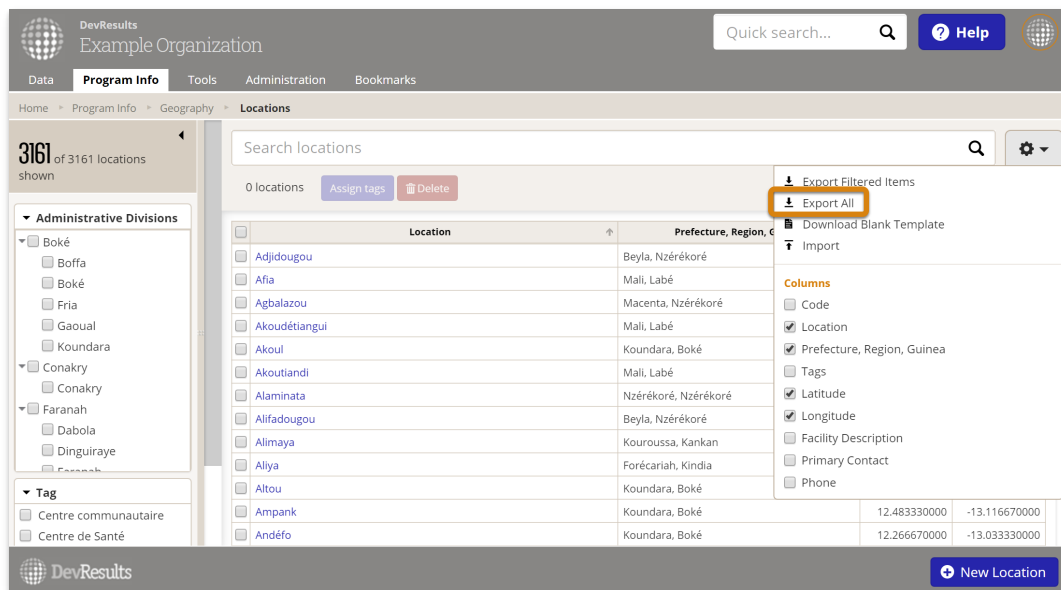 DevResults
Example Organization
Quick search...
Help
Data Program Info Tools Administration Bookmarks
Home Program Info Geography Locations
3161 of 3161 locations
shown
Search locations
0 locations Assign tags Delete
Export Filtered Items
Export All
Download Blank Template
Import
Columns
Code
Location
Prefecture, Region, Guinea
Tags
Latitude
Longitude
Facility Description
Primary Contact
Phone
Administrative Divisions
Boké
Boffa
Boké
Fria
Gaoual
Koundara
Conakry
Conakry
Faranah
Dabola
Dinguiraye
Faranah
Tag
Centre communautaire
Centre de Santé
Location Prefecture, Region, G
Adjidougou Beyla, Nzérékoré
Afia Mali, Labé
Agbalazou Macenta, Nzérékoré
Akoudétiangui Mali, Labé
Akoul Koundara, Boké
Akoutiandi Mali, Labé
Alaminata Nzérékoré, Nzérékoré
Alifadougou Beyla, Nzérékoré
Alimaya Kouroussa, Kankan
Aliya Forécariah, Kindia
Altou Koundara, Boké
Ampank Koundara, Boké 12.483330000 -13.116670000
Andéfo Koundara, Boké 12.266670000 -13.033330000
DevResults
New Location